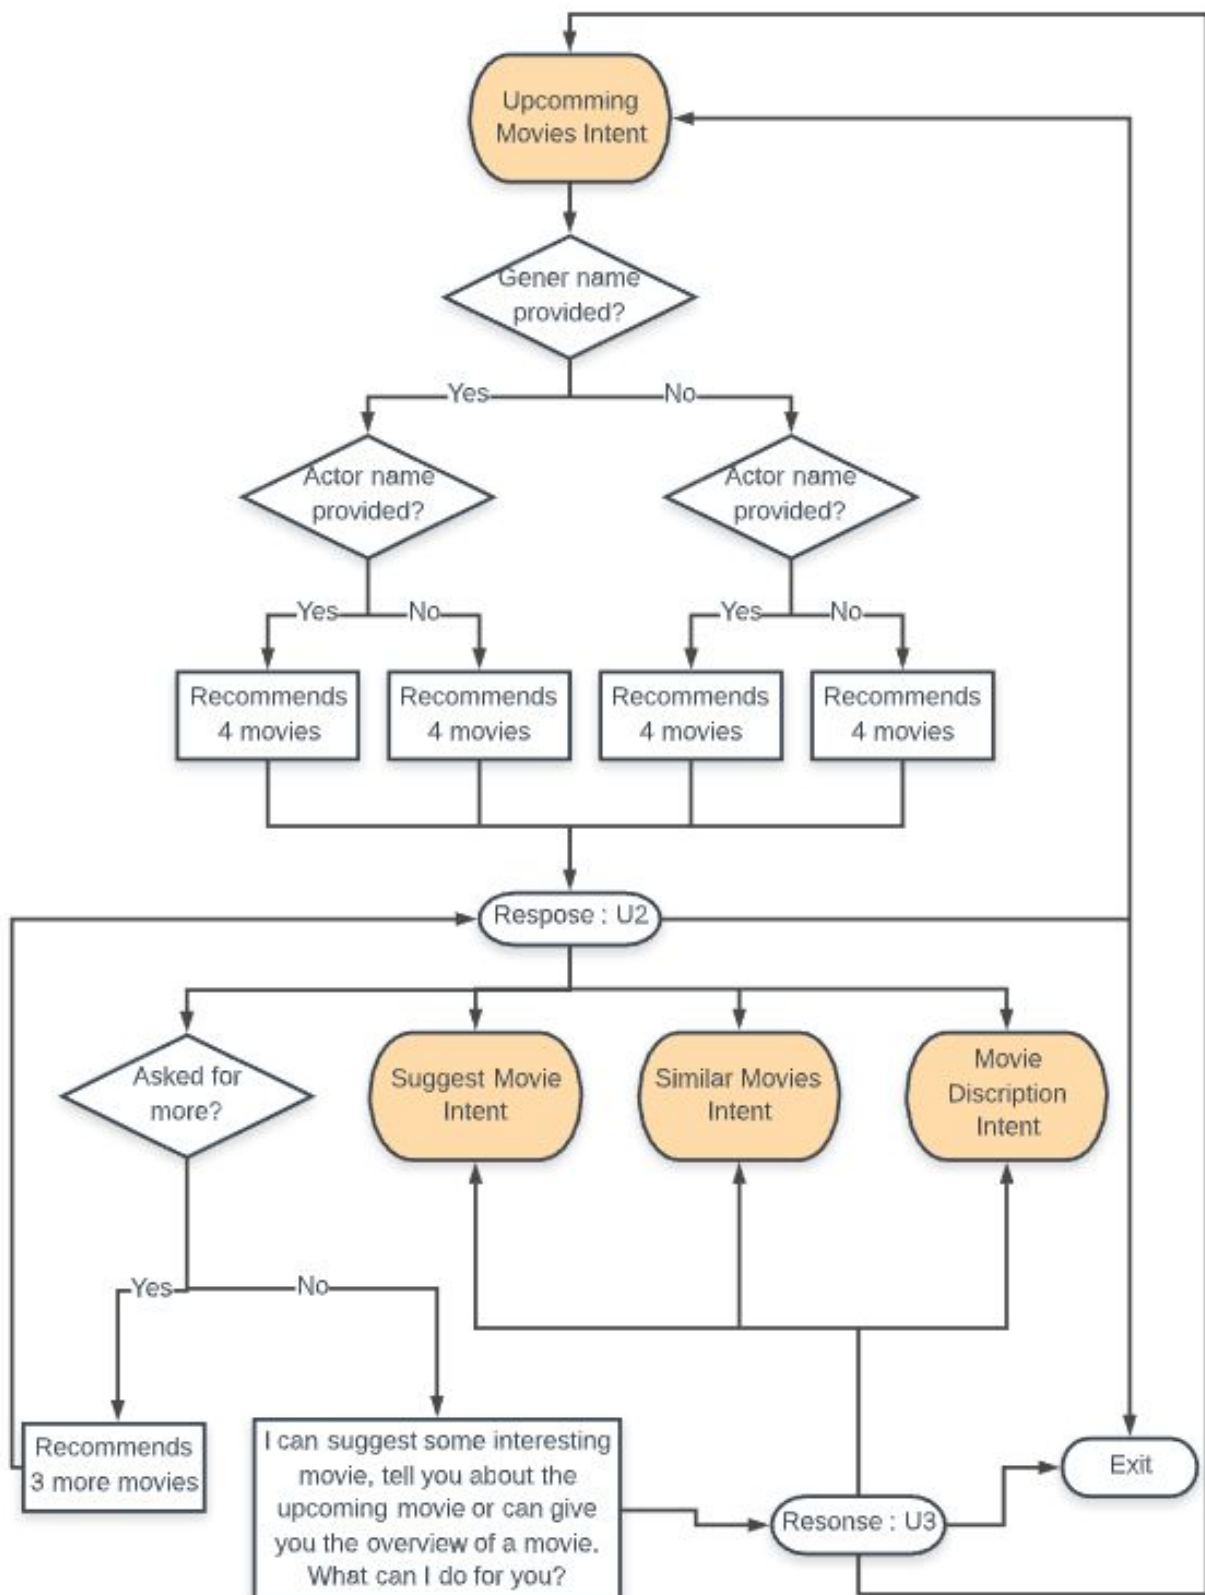 Upcomming
Movies Intent
Gener name
provided?
Yes
No
Actor name
provided?
Actor name
provided?
Yes
No
Yes
No
Recommends
4 movies
Recommends
4 movies
Recommends
4 movies
Recommends
4 movies
Respose : U2
Asked for
more?
Suggest Movie
Intent
Similar Movies
Intent
Movie
Discription
Intent
Yes
No
Recommends
3 more movies
I can suggest some interesting
movie, tell you about the
upcoming movie or can give
you the overview of a movie.
What can I do for you?
Resonse : U3
Exit